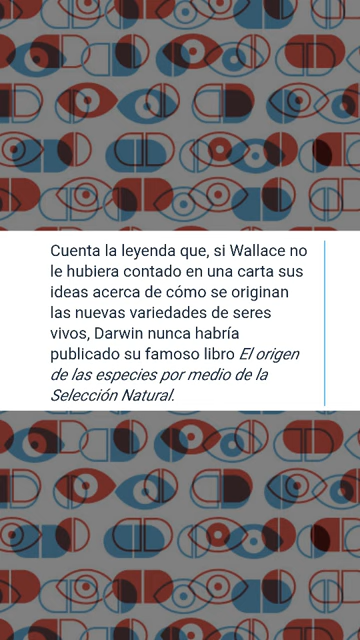 Cuenta la leyenda que, si Wallace no
le hubiera contado en una carta sus
ideas acerca de cómo se originan
las nuevas variedades de seres
vivos, Darwin nunca habría
publicado su famoso libro El origen
de las especies por medio de la
Selección Natural.